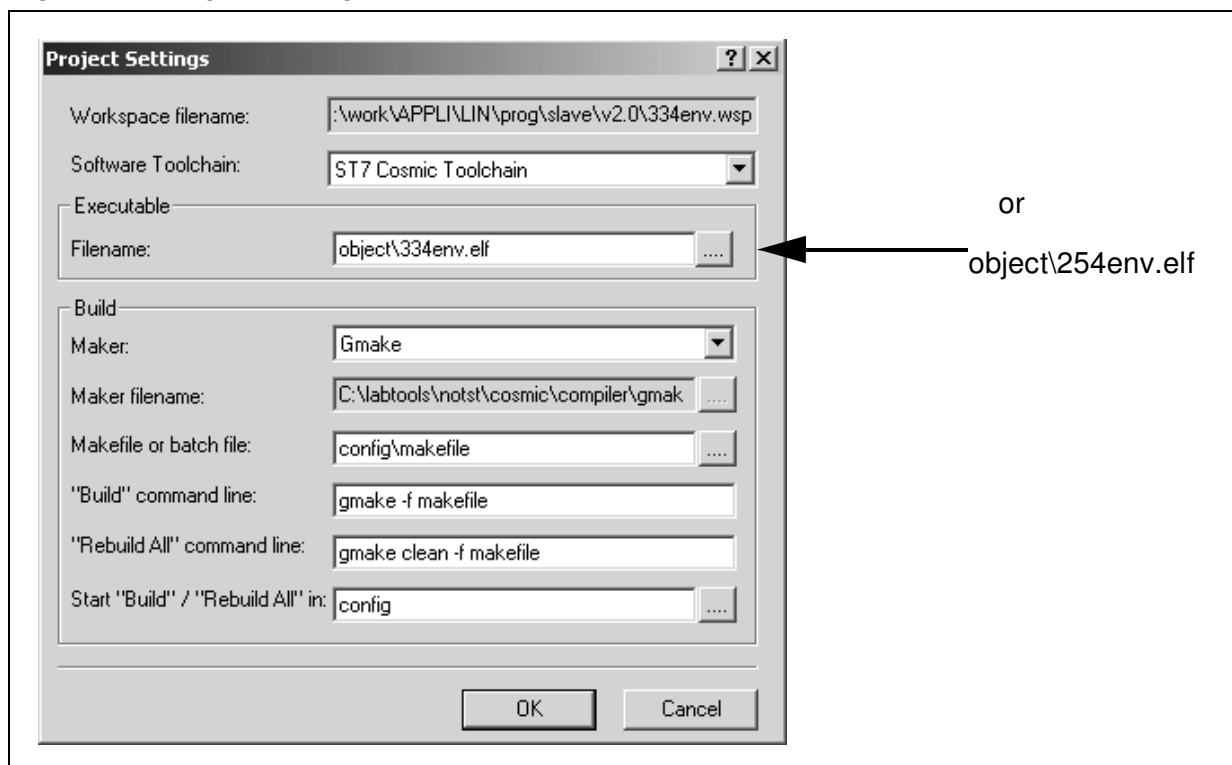 Project Settings
Workspace filename: :\work\APPLI\LIN\prog\slave\v2.0\334env.wsp
Software Toolchain: ST7 Cosmic Toolchain
Executable
Filename: object\334env.elf ....
or
object\254env.elf
Build
Maker: Gmake
Maker filename: C:\labtools\notst\cosmic\compiler\gmak ....
Makefile or batch file: config\makefile ....
"Build" command line: gmake -f makefile
"Rebuild All" command line: gmake clean -f makefile
Start "Build" / "Rebuild All" in: config ....
OK Cancel